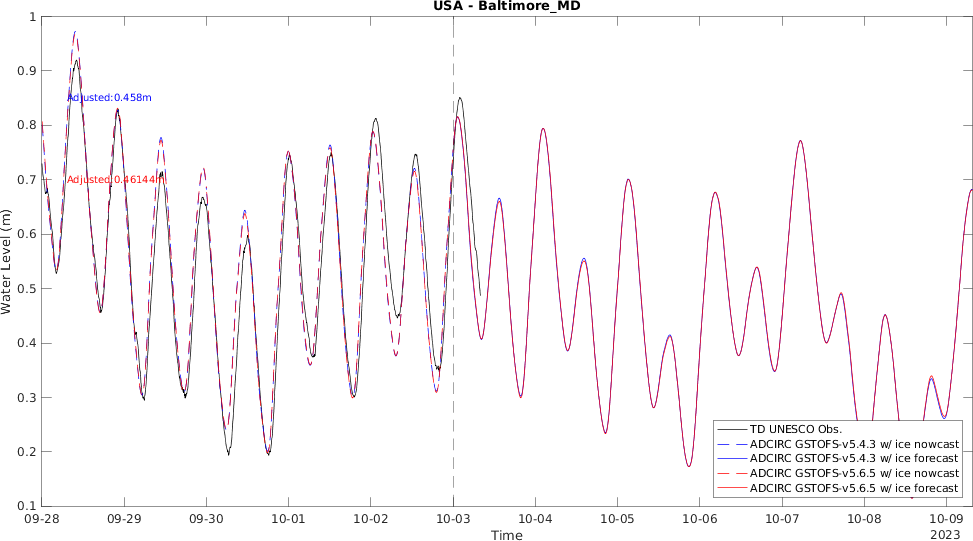 USA - Baltimore_MD
Water Level (m)
1
0.9
0.8
0.7
0.6
0.5
0.4
0.3
0.2
0.1
Adjusted:0.458m
Adjusted:0.46144m
TD UNESCO Obs.
ADCIRC GSTOFS-v5.4.3 w/ ice nowcast
ADCIRC GSTOFS-v5.4.3 w/ ice forecast
ADCIRC GSTOFS-v5.6.5 w/ ice nowcast
ADCIRC GSTOFS-v5.6.5 w/ ice forecast
09-28 09-29 09-30 10-01 10-02 10-03 10-04 10-05 10-06 10-07 10-08 10-09
2023
Time